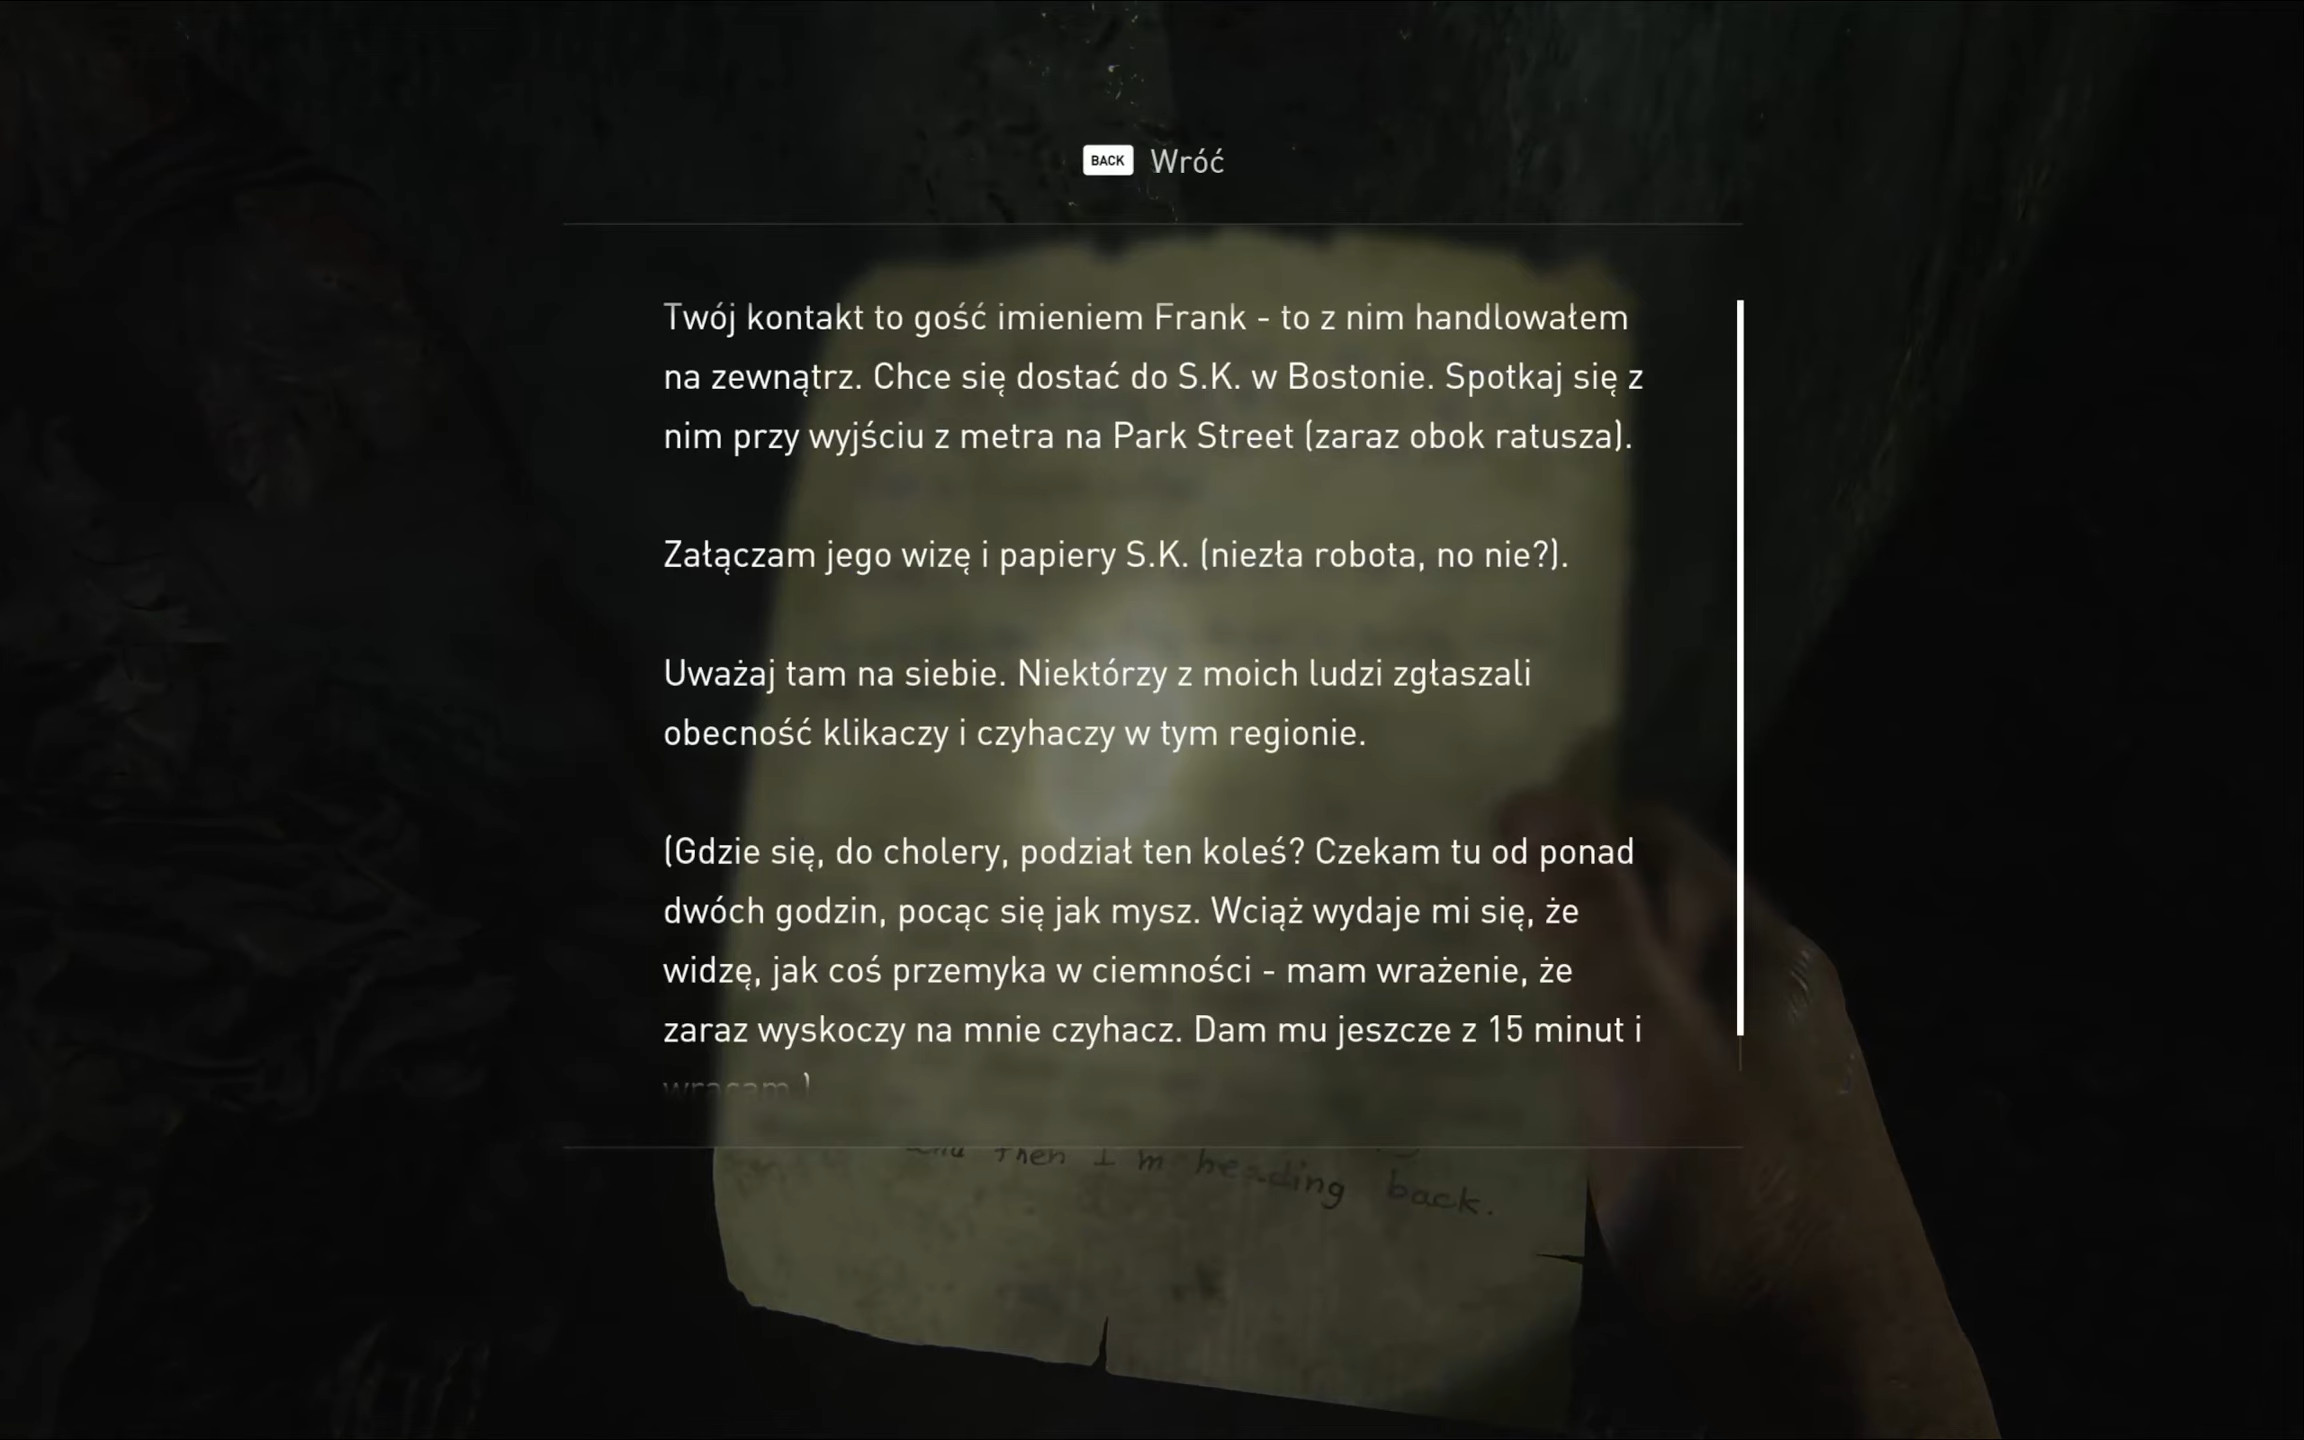 BACK Wróć
Twój kontakt to gość imieniem Frank - to z nim handlowałem
na zewnątrz. Chce się dostać do S.K. w Bostonie. Spotkaj się z
nim przy wyjściu z metra na Park Street (zaraz obok ratusza).
Załączam jego wizę i papiery S.K. (niezła robota, no nie?).
Uważaj tam na siebie. Niektórzy z moich ludzi zgłaszali
obecność klikaczy i czyhaczy w tym regionie.
(Gdzie się, do cholery, podział ten koleś? Czekam tu od ponad
dwóch godzin, pocąc się jak mysz. Wciąż wydaje mi się, że
widzę, jak coś przemyka w ciemności - mam wrażenie, że
zaraz wyskoczy na mnie czyhacz. Dam mu jeszcze z 15 minut i
wracam.)
then I'm heading back.